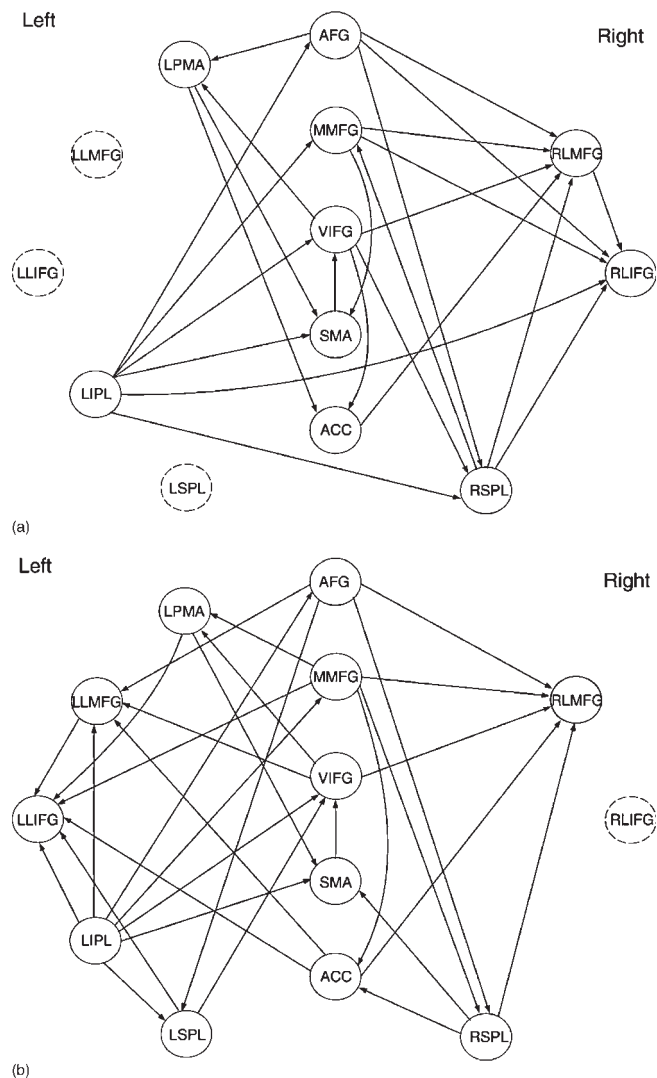 Left
Right
AFG
LPMA
MMFG
LLMFG
RLMFG
VIFG
LLIFG
RLIFG
SMA
LIPL
ACC
LSPL
RSPL
(a)
Left
Right
AFG
LPMA
MMFG
LLMFG
RLMFG
VIFG
LLIFG
RLIFG
SMA
LIPL
ACC
LSPL
RSPL
(b)